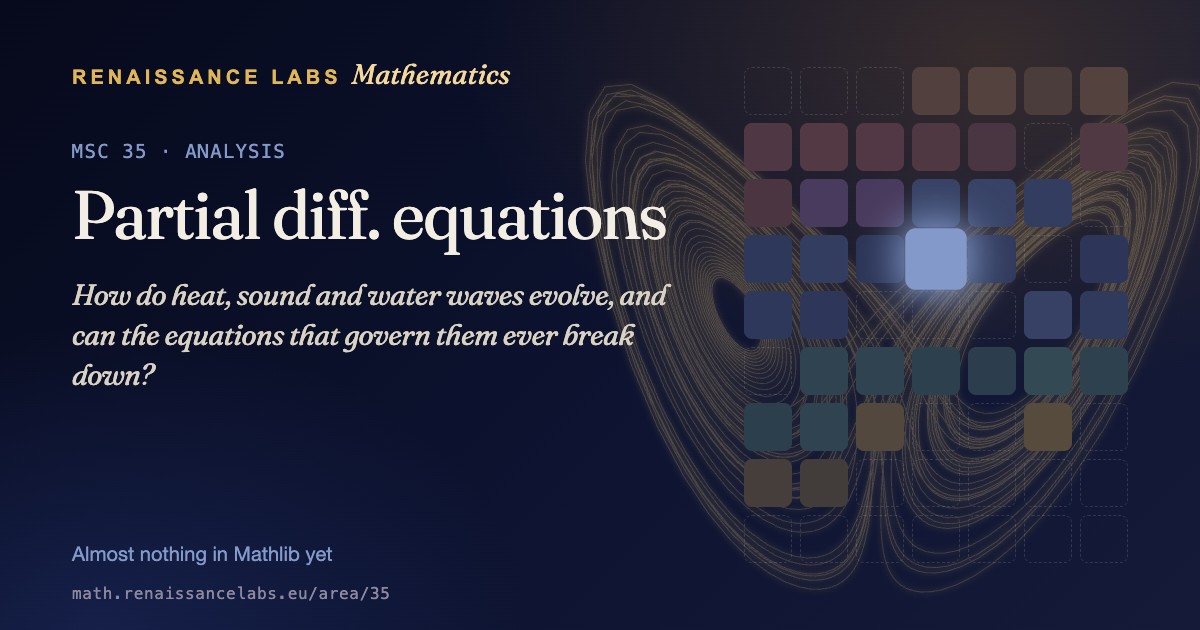 RENAISSANCE LABS Mathematics
MSC 35 · ANALYSIS
Partial diff. equations
How do heat, sound and water waves evolve, and
can the equations that govern them ever break
down?
Almost nothing in Mathlib yet
math.renaissancelabs.eu/area/35